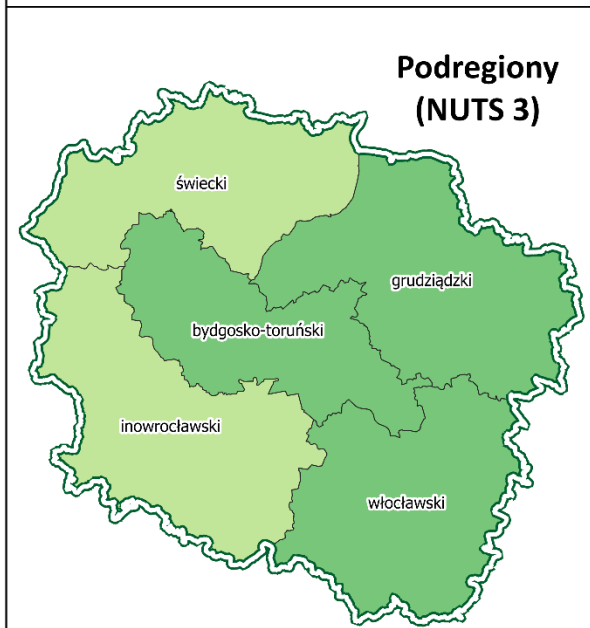 Podregiony
(NUTS 3)
świecki
grudziądzki
bydgosko-toruński
inowrocławski
włocławski